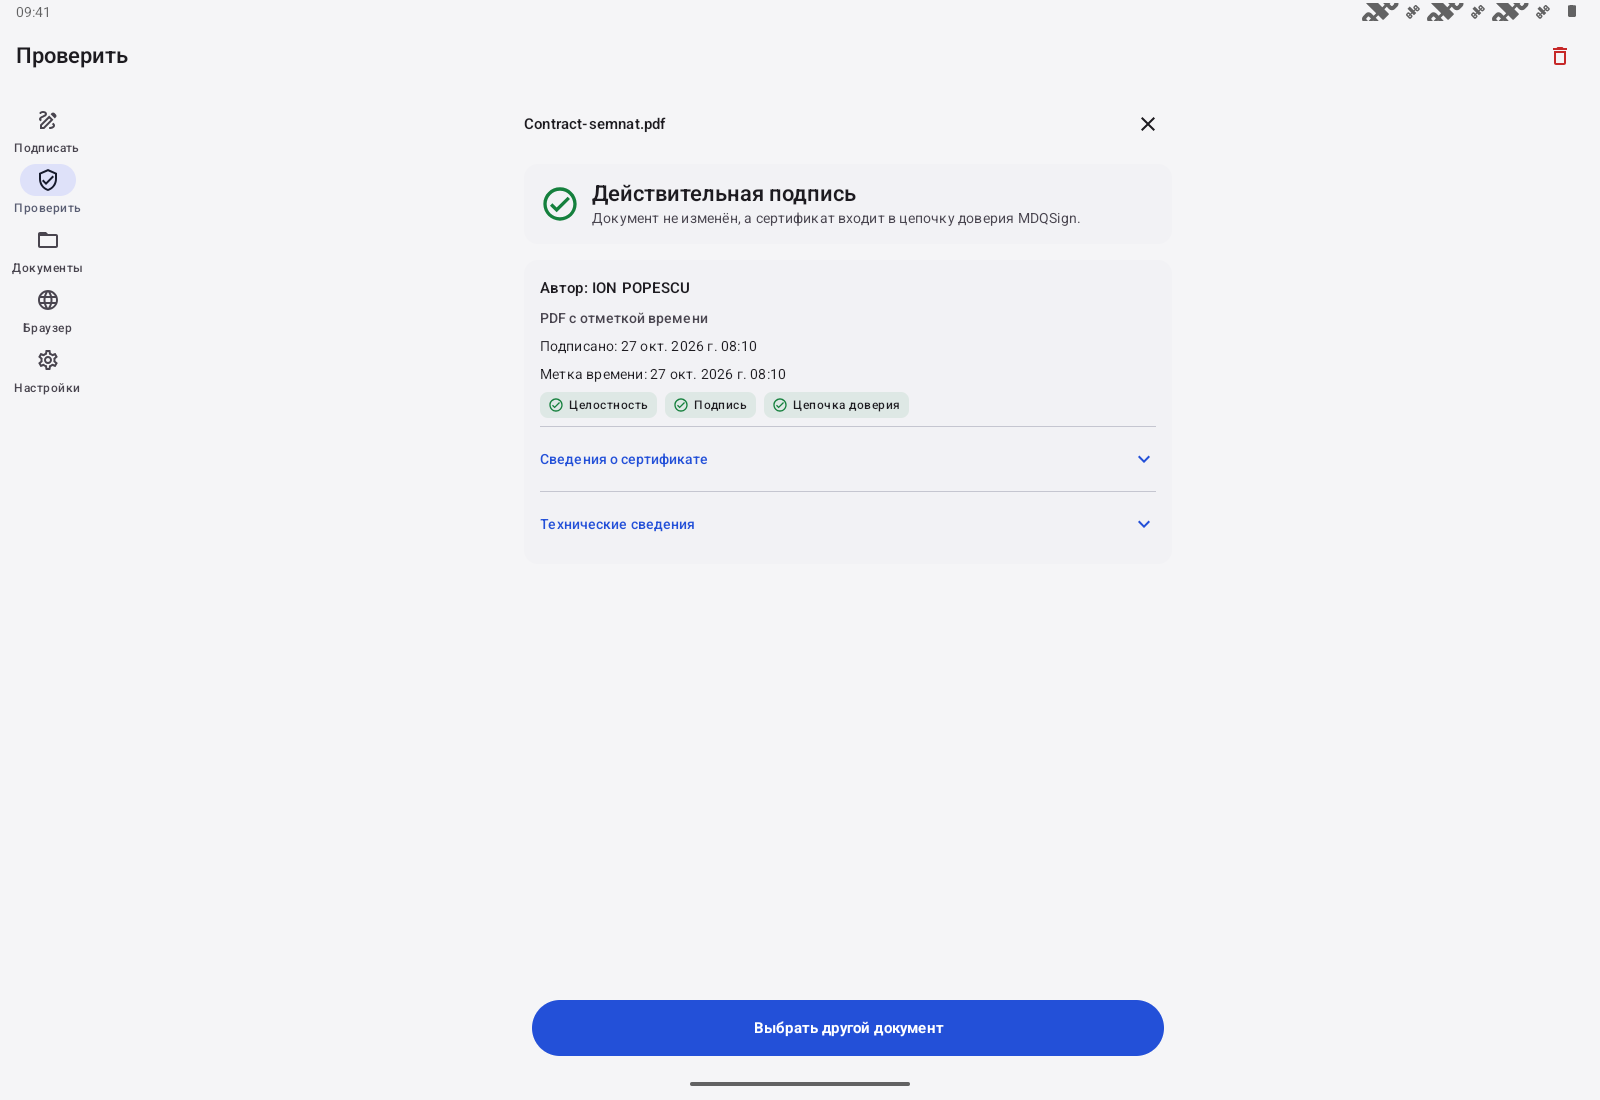 09:41
Проверить
Подписать
Проверить
Документы
Браузер
Настройки
Contract-semnat.pdf
Действительная подпись
Документ не изменён, а сертификат входит в цепочку доверия MDQSign.
Автор: ION POPESCU
PDF с отметкой времени
Подписано: 27 окт. 2026 г. 08:10
Метка времени: 27 окт. 2026 г. 08:10
Целостность
Подпись
Цепочка доверия
Сведения о сертификате
Технические сведения
Выбрать другой документ